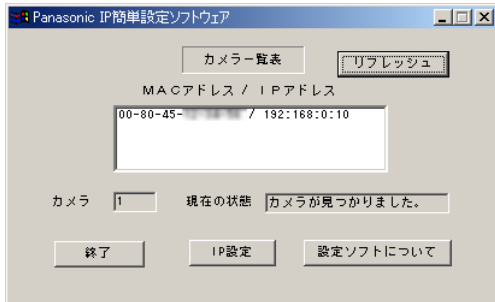 Panasonic IP簡単設定ソフトウェア
カメラ一覧表
リフレッシュ
MACアドレス / IPアドレス
00-80-45- / 192:168:0:10
カメラ
1
現在の状態
カメラが見つかりました。
終了
IP設定
設定ソフトについて